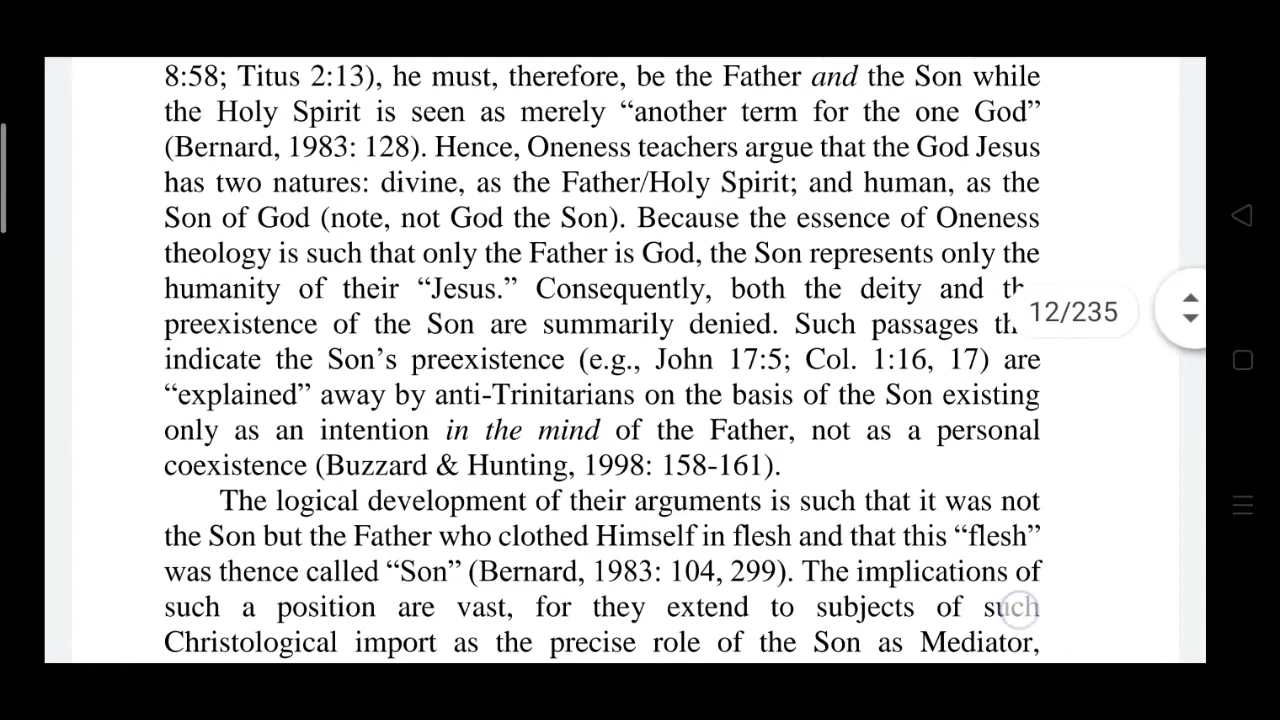 8:58; Titus 2:13), he must, therefore, be the Father and the Son while
the Holy Spirit is seen as merely “another term for the one God”
(Bernard, 1983: 128). Hence, Oneness teachers argue that the God Jesus
has two natures: divine, as the Father/Holy Spirit; and human, as the
Son of God (note, not God the Son). Because the essence of Oneness
theology is such that only the Father is God, the Son represents only the
humanity of their “Jesus.” Consequently, both the deity and
12/235
preexistence of the Son are summarily denied. Such passages
indicate the Son’s preexistence (e.g., John 17:5; Col. 1:16, 17) are
“explained” away by anti-Trinitarians on the basis of the Son existing
only as an intention in the mind of the Father, not as a personal
coexistence (Buzzard & Hunting, 1998: 158-161).
The logical development of their arguments is such that it was not
the Son but the Father who clothed Himself in flesh and that this “flesh”
was thence called “Son” (Bernard, 1983: 104, 299). The implications of
such a position are vast, for they extend to subjects of such
Christological import as the precise role of the Son as Mediator,